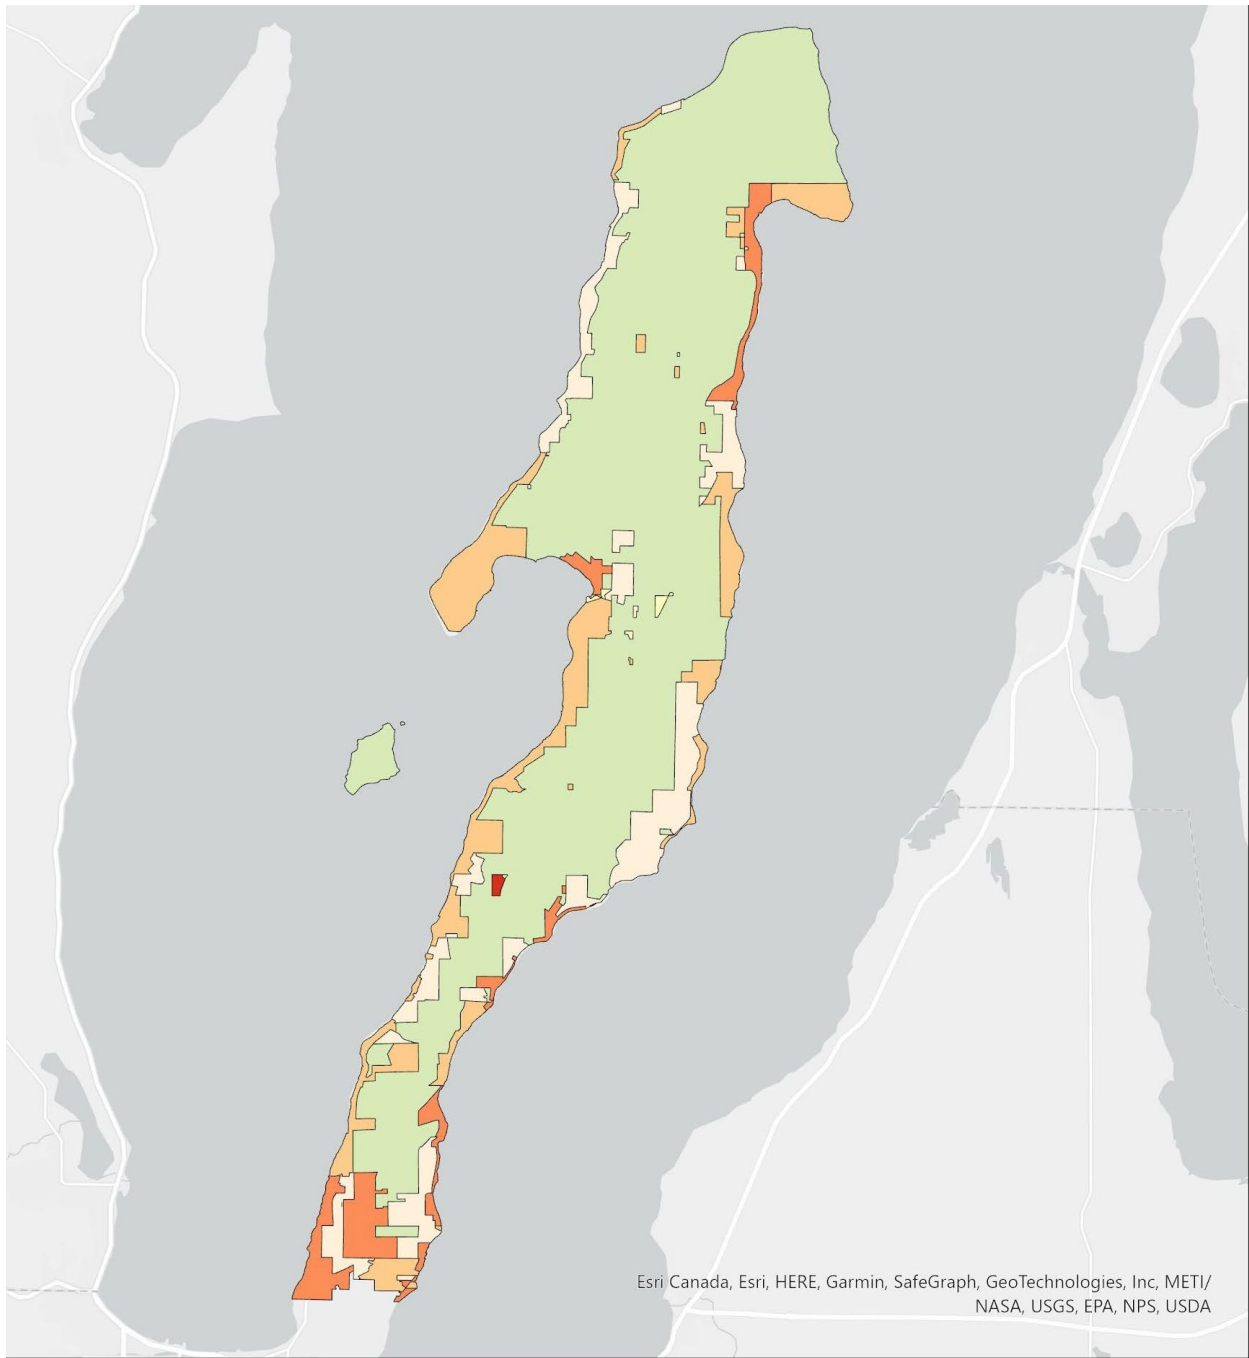 Esri Canada, Esri, HERE, Garmin, SafeGraph, GeoTechnologies, Inc, METI/
NASA, USGS, EPA, NPS, USDA